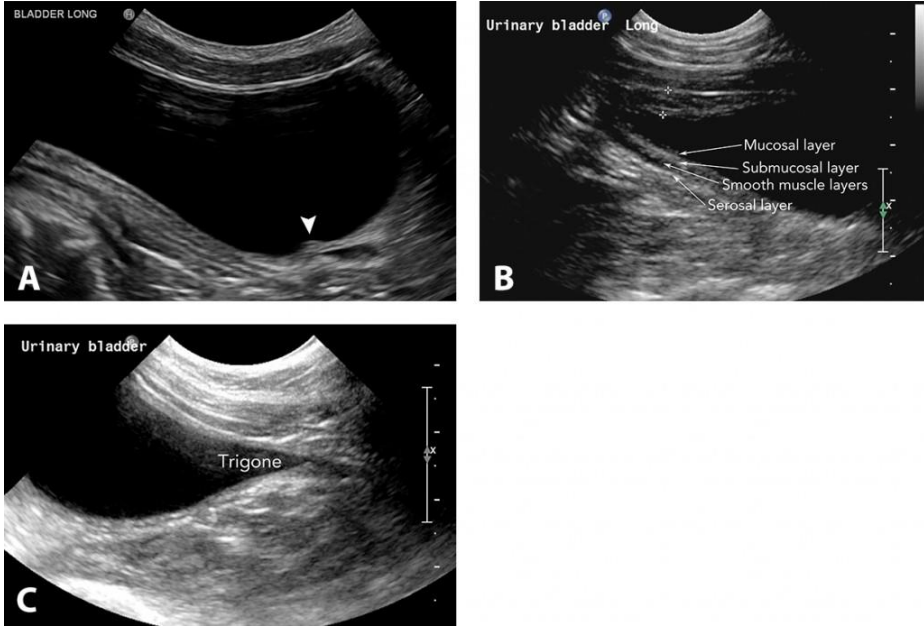 BLADDER LONG
A
Urinary bladder Long
Mucosal layer
Submucosal layer
Smooth muscle layers
Serosal layer
x
B
Urinary bladder
Trigone
x
C